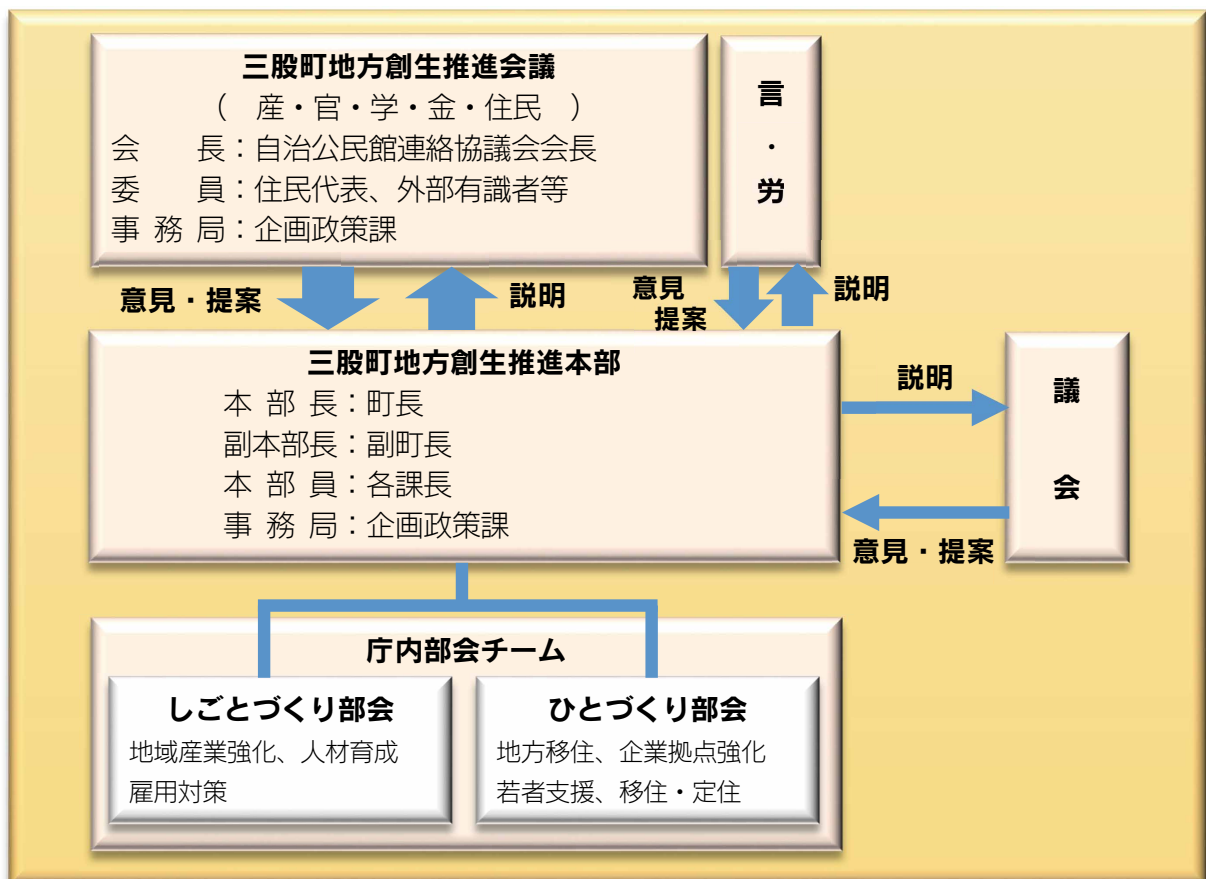 三股町地方創生推進会議
（ 産・官・学・金・住民 ）
会 長：自治公民館連絡協議会会長
委 員：住民代表、外部有識者等
事 務 局：企画政策課
言
・
労
意見・提案
説明
意見
提案
説明
三股町地方創生推進本部
本 部 長：町長
副本部長：副町長
本 部 員：各課長
事 務 局：企画政策課
説明
議
会
意見・提案
庁内部会チーム
しごとづくり部会
地域産業強化、人材育成
雇用対策
ひとづくり部会
地方移住、企業拠点強化
若者支援、移住・定住